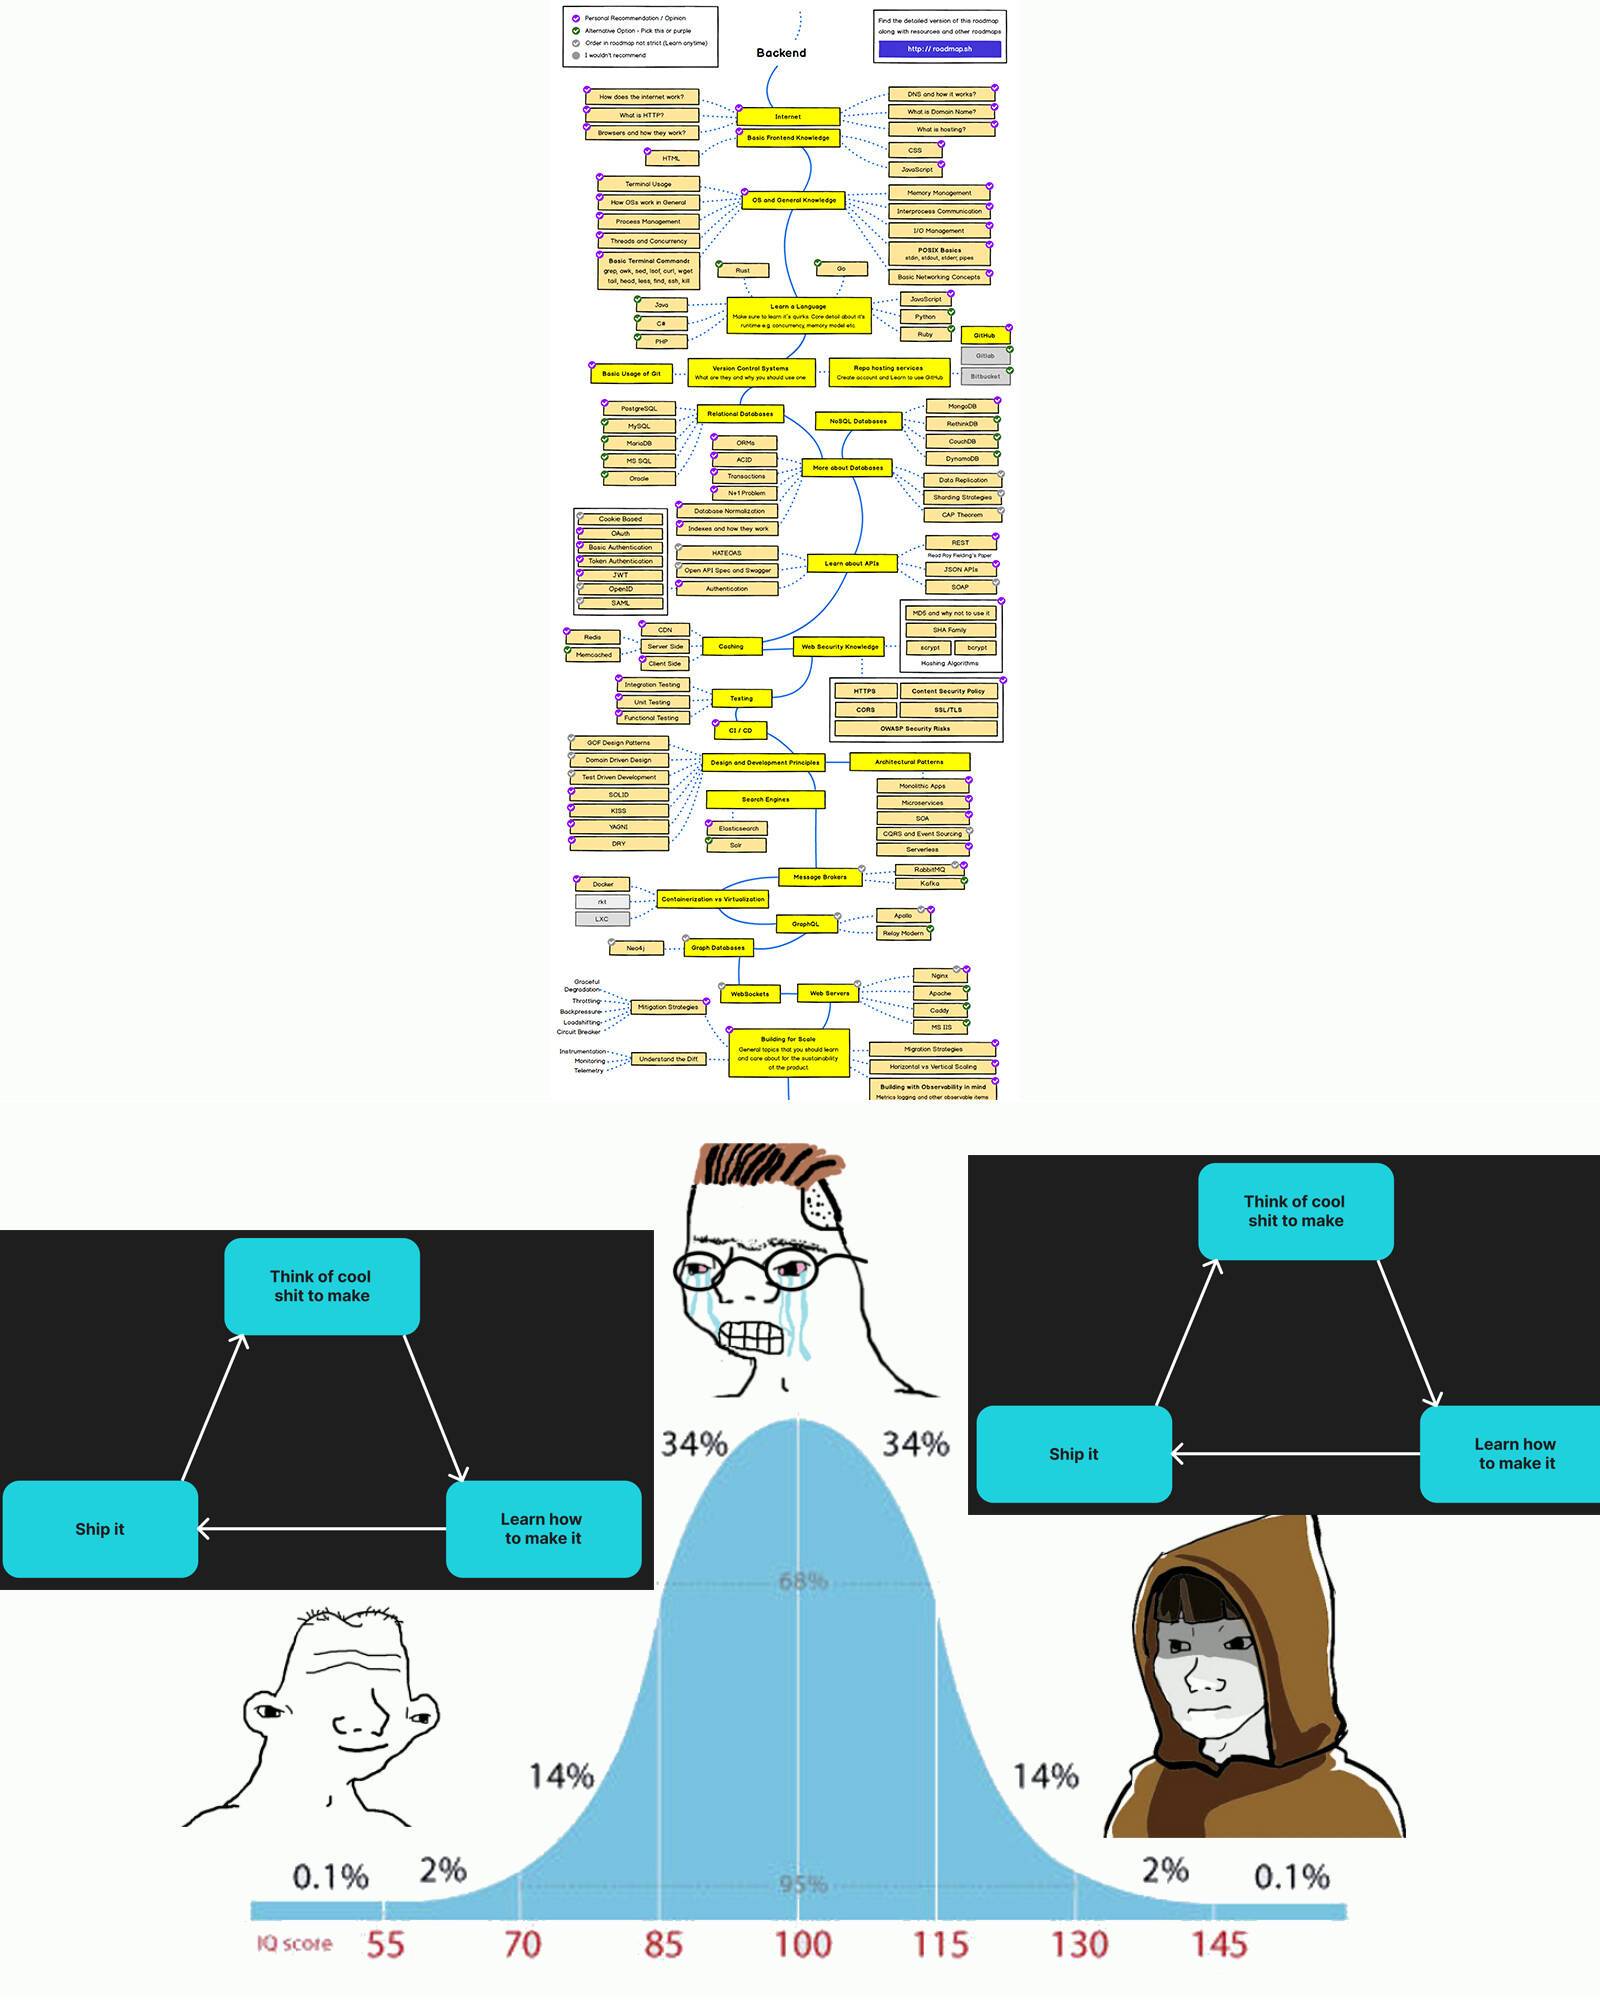 Personal Recommendation / Opinion
Alternative Option - Pick this or purple
Order in roadmap not strict (Learn anytime)
I wouldn't recommend
Backend
Find the detailed version of this roadmap
along with resources and other roadmaps
http://roadmap.sh
How does the internet work?
What is HTTP?
Browsers and how they work?
Internet
DNS and how it works?
What is Domain Name?
What is hosting?
Basic Frontend Knowledge
HTML
CSS
JavaScript
Terminal Usage
How OSs work in General
Process Management
Threads and Concurrency
Basic Terminal Commands
grep, awk, sed, lsof, curl, wget
tail, head, less, find, ssh, kill
OS and General Knowledge
Memory Management
Interprocess Communication
I/O Management
POSIX Basics
stdin, stdout, stderr, pipes
Basic Networking Concepts
Rust
Go
Java
C#
PHP
Learn a Language
Make sure to learn it's quirks. Core detail about it's
runtime e.g. concurrency, memory model etc.
JavaScript
Python
Ruby
GitHub
Gitlab
Bitbucket
Basic Usage of Git
Version Control Systems
What are they and why you should use one
Repo hosting services
Create account and Learn to use GitHub
PostgreSQL
MySQL
MariaDB
MS SQL
Oracle
Relational Databases
NoSQL Databases
MongoDB
RethinkDB
CouchDB
DynamoDB
ORMs
ACID
Transactions
N+1 Problem
Database Normalization
Indexes and how they work
More about Databases
Data Replication
Sharding Strategies
CAP Theorem
Cookie Based
OAuth
Basic Authentication
Token Authentication
JWT
OpenID
SAML
HATEOAS
Open API Spec and Swagger
Authentication
Learn about APIs
REST
Read Roy Fielding's Paper
JSON APIs
SOAP
MD5 and why not to use it
SHA Family
scrypt
bcrypt
Hashing Algorithms
Redis
Memcached
CDN
Server Side
Client Side
Caching
Web Security Knowledge
HTTPS
Content Security Policy
CORS
SSL/TLS
OWASP Security Risks
Integration Testing
Unit Testing
Functional Testing
Testing
CI / CD
GOF Design Patterns
Domain Driven Design
Test Driven Development
SOLID
KISS
YAGNI
DRY
Design and Development Principles
Architectural Patterns
Monolithic Apps
Microservices
SOA
CQRS and Event Sourcing
Serverless
Search Engines
Elasticsearch
Solr
Message Brokers
RabbitMQ
Kafka
Docker
rkt
LXC
Containerization vs Virtualization
GraphQL
Apollo
Relay Modern
Neo4j
Graph Databases
WebSockets
Web Servers
Nginx
Apache
Caddy
MS IIS
Graceful
Degradation
Throttling
Backpressure
Loadshifting
Circuit Breaker
Mitigation Strategies
Instrumentation
Monitoring
Telemetry
Understand the Diff.
Building for Scale
General topics that you should learn
and care about for the sustainability
of the product
Migration Strategies
Horizontal vs Vertical Scaling
Building with Observability in mind
Metrics logging and other observable items
Think of cool
shit to make
Ship it
Learn how
to make it
Think of cool
shit to make
Ship it
Learn how
to make it
34%
34%
68%
14%
14%
0.1%
2%
95%
2%
0.1%
IQ score
55
70
85
100
115
130
145